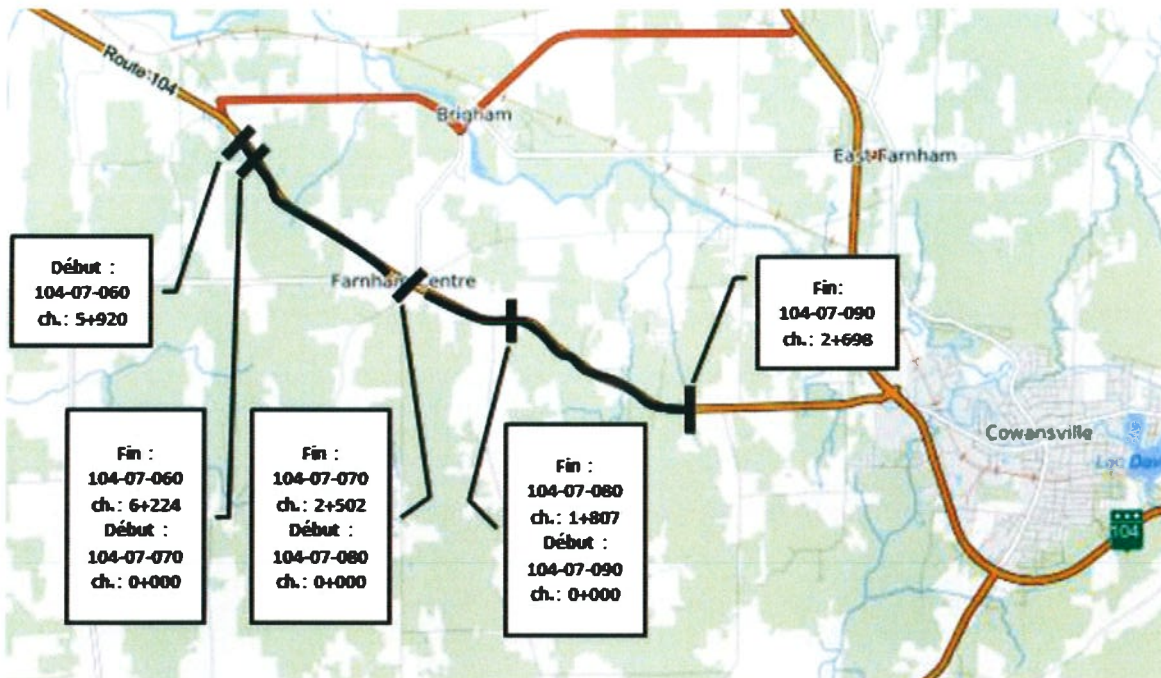 Route 104
Brigham
East Farnham
Début :
104-07-060
ch.: 5+920
Farnham Centre
Fin:
104-07-090
ch.: 2+698
Fin :
104-07-060
ch.: 6+224
Début :
104-07-070
ch.: 0+000
Fin :
104-07-070
ch.: 2+502
Début :
104-07-080
ch.: 0+000
Fin :
104-07-080
ch.: 1+807
Début :
104-07-090
ch.: 0+000
Cowansville
Lac Dav
104